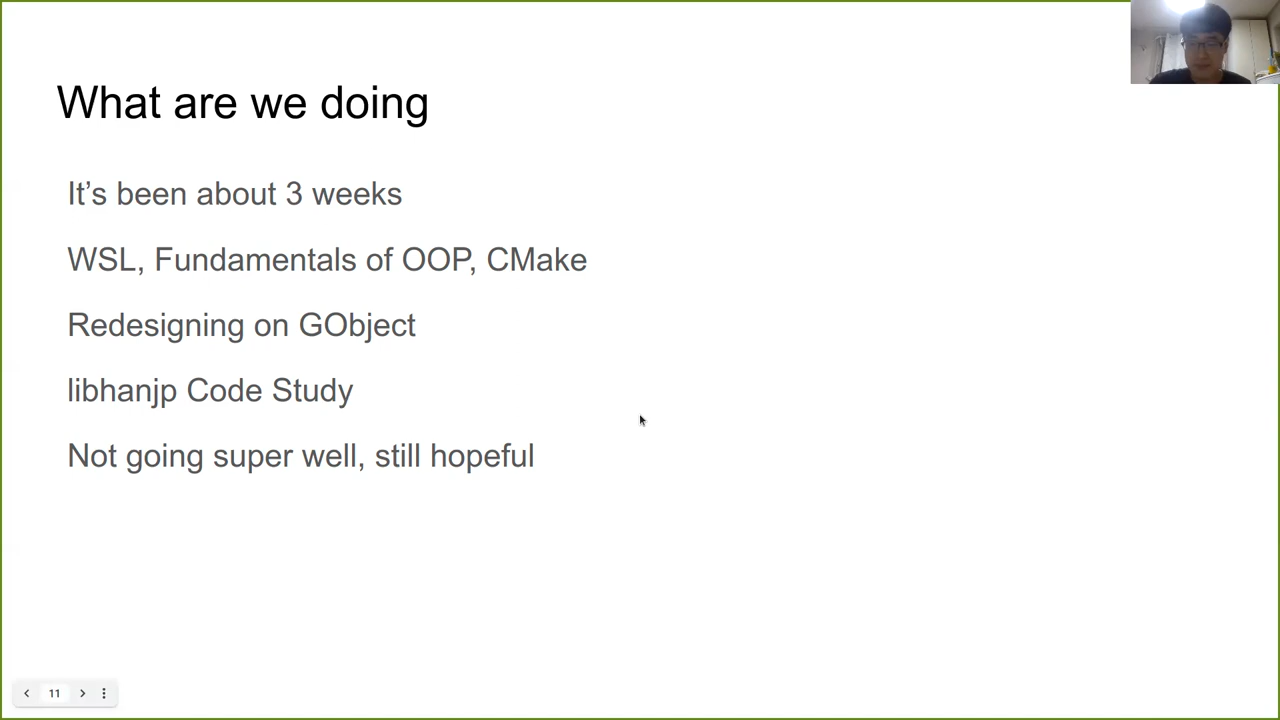 What are we doing
It’s been about 3 weeks
WSL, Fundamentals of OOP, CMake
Redesigning on GObject
libhanjp Code Study
Not going super well, still hopeful
11